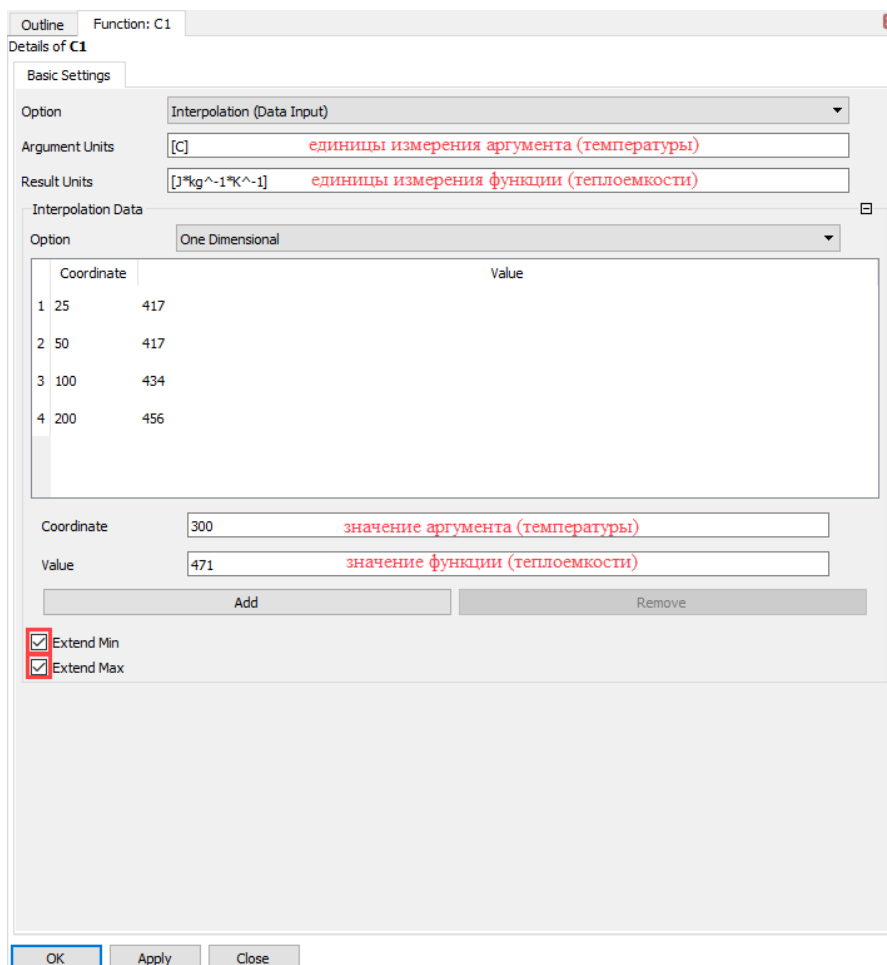 Outline Function: C1
Details of C1
Basic Settings
Option Interpolation (Data Input)
Argument Units [C] единицы измерения аргумента (температуры)
Result Units [J*kg^-1*K^-1] единицы измерения функции (теплоемкости)
Interpolation Data
Option One Dimensional
Coordinate Value
1 25 417
2 50 417
3 100 434
4 200 456
Coordinate 300 значение аргумента (температуры)
Value 471 значение функции (теплоемкости)
Add Remove
Extend Min
Extend Max
OK Apply Close